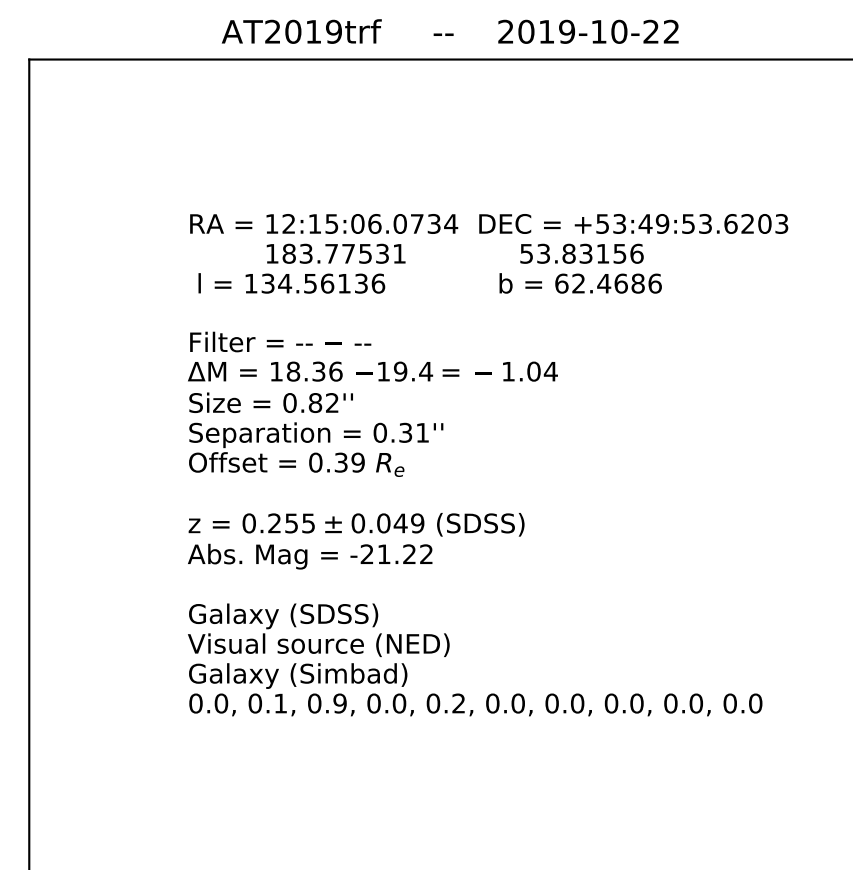 AT2019trf -- 2019-10-22
RA = 12:15:06.0734 DEC = +53:49:53.6203
183.77531 53.83156
l = 134.56136 b = 62.4686
Filter = -- − --
ΔM = 18.36 −19.4 = − 1.04
Size = 0.82''
Separation = 0.31''
Offset = 0.39 Re
z = 0.255 ± 0.049 (SDSS)
Abs. Mag = -21.22
Galaxy (SDSS)
Visual source (NED)
Galaxy (Simbad)
0.0, 0.1, 0.9, 0.0, 0.2, 0.0, 0.0, 0.0, 0.0, 0.0